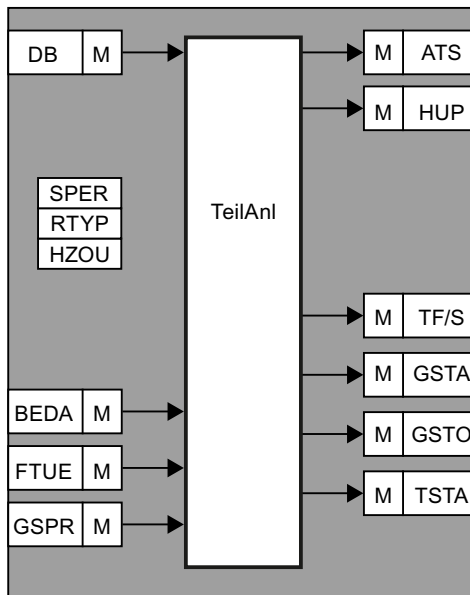 DB M
M ATS
M HUP
SPER
RTYP
HZOU
TeilAnl
M TF/S
M GSTA
BEDA M
M GSTO
FTUE M
M TSTA
GSPR M